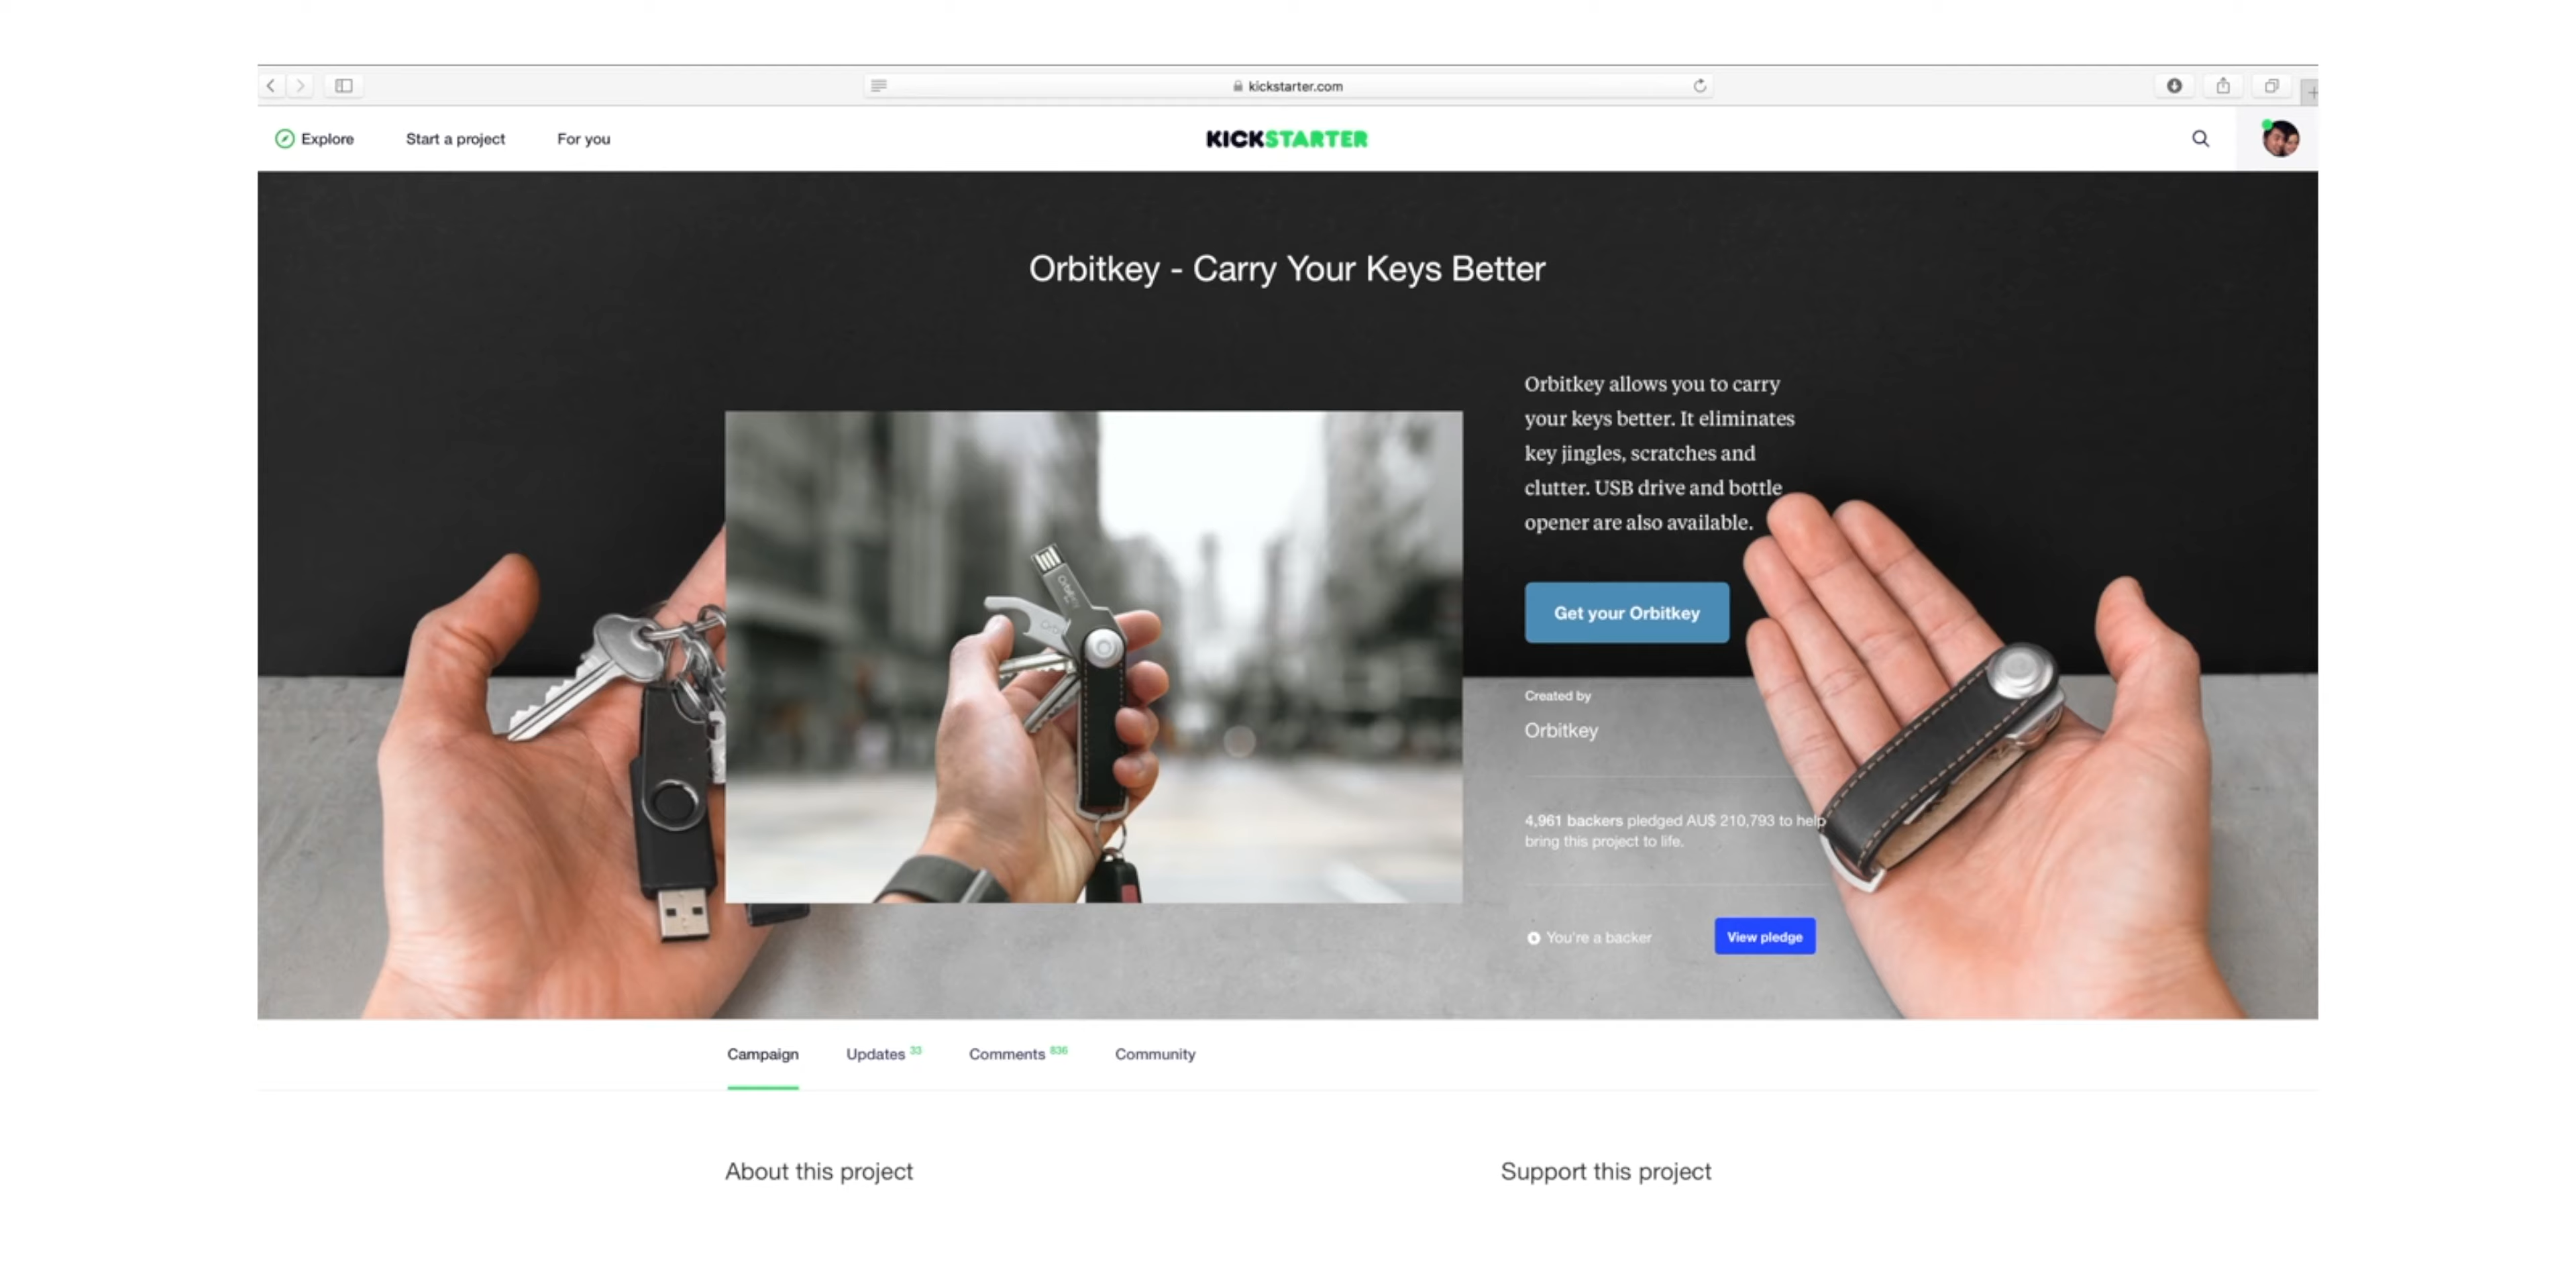 kickstarter.com
Explore
Start a project
For you
KICKSTARTER
Orbitkey - Carry Your Keys Better
Orbitkey allows you to carry
your keys better. It eliminates
key jingles, scratches and
clutter. USB drive and bottle
opener are also available.
Get your Orbitkey
Created by
Orbitkey
4,961 backers pledged AU$ 210,793 to help
bring this project to life.
You're a backer
View pledge
Campaign
Updates 33
Comments 836
Community
About this project
Support this project